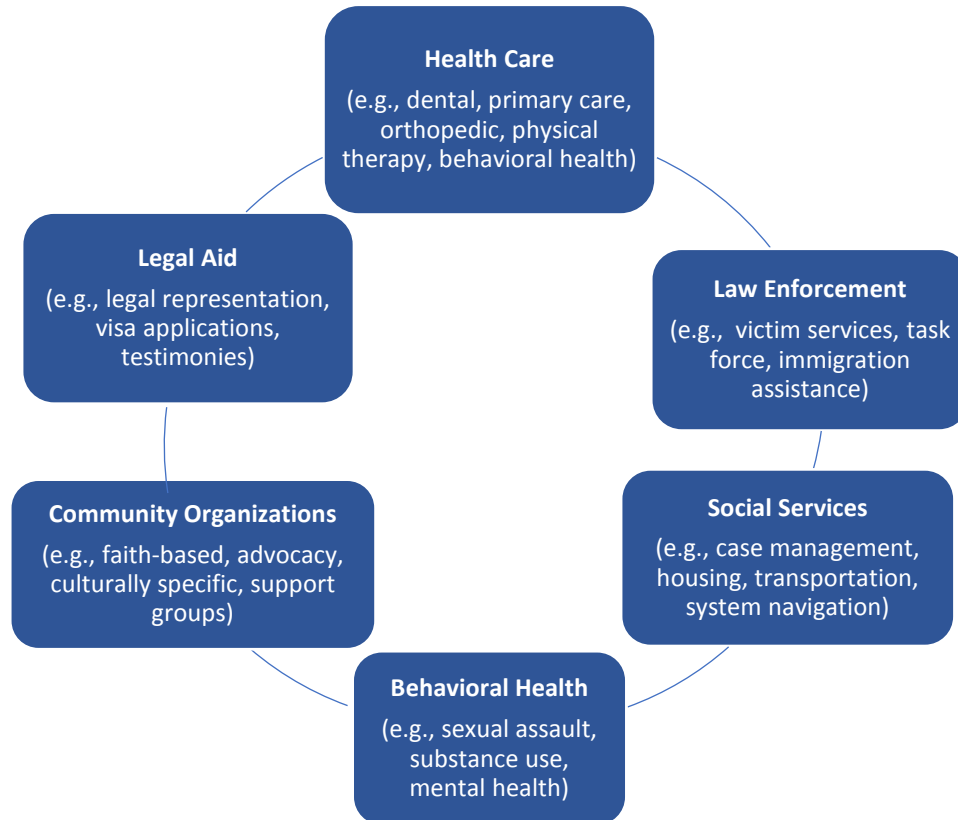 Health Care
(e.g., dental, primary care,
orthopedic, physical
therapy, behavioral health)
Law Enforcement
(e.g.,  victim services, task
force, immigration
assistance)
Social Services
(e.g., case management,
housing, transportation,
system navigation)
Behavioral Health
(e.g., sexual assault,
substance use,
mental health)
Community Organizations
(e.g., faith-based, advocacy,
culturally specific, support
groups)
Legal Aid
(e.g., legal representation,
visa applications,
testimonies)